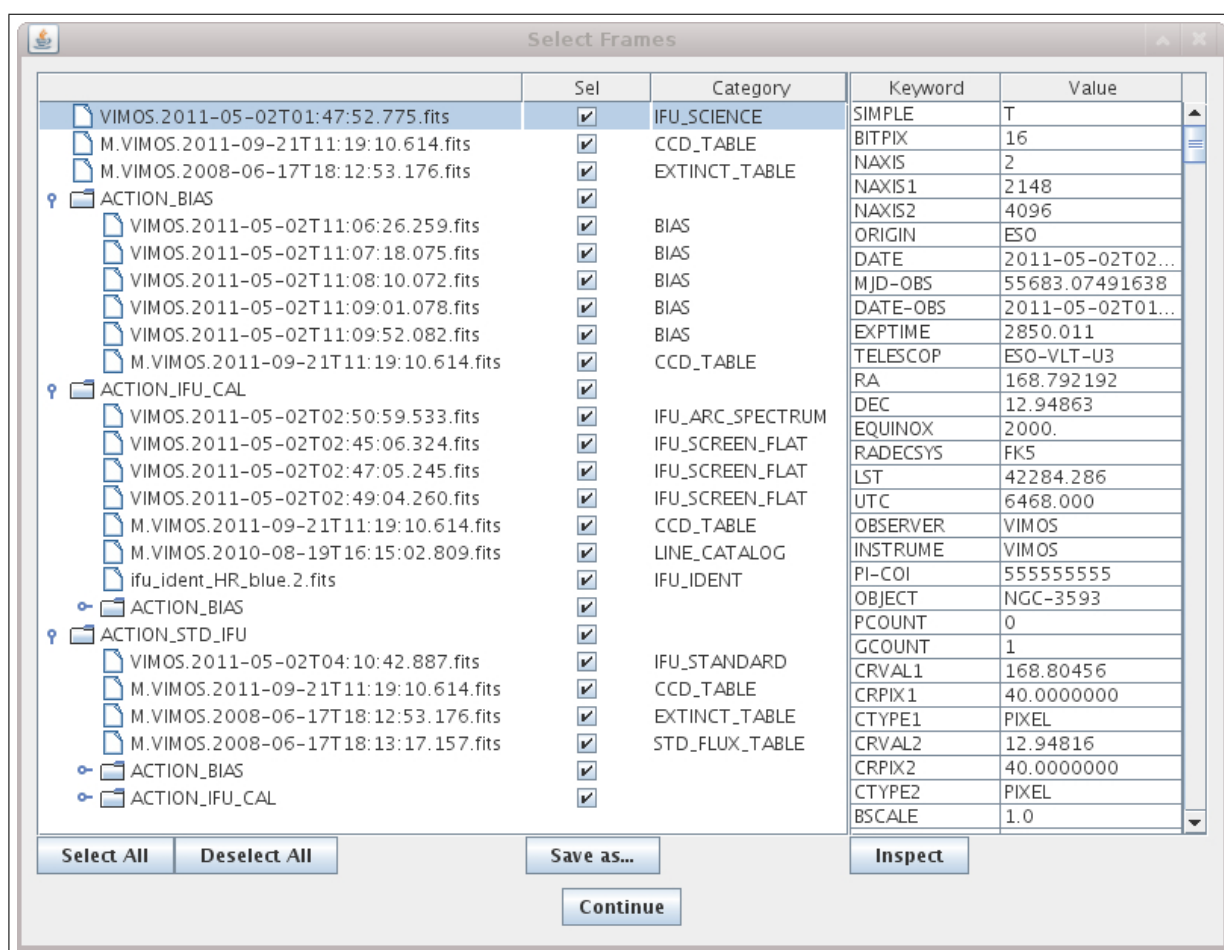 Select Frames
Sel Category
VIMOS.2011-05-02T01:47:52.775.fits IFU_SCIENCE
M.VIMOS.2011-09-21T11:19:10.614.fits CCD_TABLE
M.VIMOS.2008-06-17T18:12:53.176.fits EXTINCT_TABLE
ACTION_BIAS
VIMOS.2011-05-02T11:06:26.259.fits BIAS
VIMOS.2011-05-02T11:07:18.075.fits BIAS
VIMOS.2011-05-02T11:08:10.072.fits BIAS
VIMOS.2011-05-02T11:09:01.078.fits BIAS
VIMOS.2011-05-02T11:09:52.082.fits BIAS
M.VIMOS.2011-09-21T11:19:10.614.fits CCD_TABLE
ACTION_IFU_CAL
VIMOS.2011-05-02T02:50:59.533.fits IFU_ARC_SPECTRUM
VIMOS.2011-05-02T02:45:06.324.fits IFU_SCREEN_FLAT
VIMOS.2011-05-02T02:47:05.245.fits IFU_SCREEN_FLAT
VIMOS.2011-05-02T02:49:04.260.fits IFU_SCREEN_FLAT
M.VIMOS.2011-09-21T11:19:10.614.fits CCD_TABLE
M.VIMOS.2010-08-19T16:15:02.809.fits LINE_CATALOG
ifu_ident_HR_blue.2.fits IFU_IDENT
ACTION_BIAS
ACTION_STD_IFU
VIMOS.2011-05-02T04:10:42.887.fits IFU_STANDARD
M.VIMOS.2011-09-21T11:19:10.614.fits CCD_TABLE
M.VIMOS.2008-06-17T18:12:53.176.fits EXTINCT_TABLE
M.VIMOS.2008-06-17T18:13:17.157.fits STD_FLUX_TABLE
ACTION_BIAS
ACTION_IFU_CAL
Keyword Value
SIMPLE T
BITPIX 16
NAXIS 2
NAXIS1 2148
NAXIS2 4096
ORIGIN ESO
DATE 2011-05-02T02...
MJD-OBS 55683.07491638
DATE-OBS 2011-05-02T01...
EXPTIME 2850.011
TELESCOP ESO-VLT-U3
RA 168.792192
DEC 12.94863
EQUINOX 2000.
RADECSYS FK5
LST 42284.286
UTC 6468.000
OBSERVER VIMOS
INSTRUME VIMOS
PI-COI 555555555
OBJECT NGC-3593
PCOUNT 0
GCOUNT 1
CRVAL1 168.80456
CRPIX1 40.0000000
CTYPE1 PIXEL
CRVAL2 12.94816
CRPIX2 40.0000000
CTYPE2 PIXEL
BSCALE 1.0
Select All Deselect All Save as... Inspect
Continue